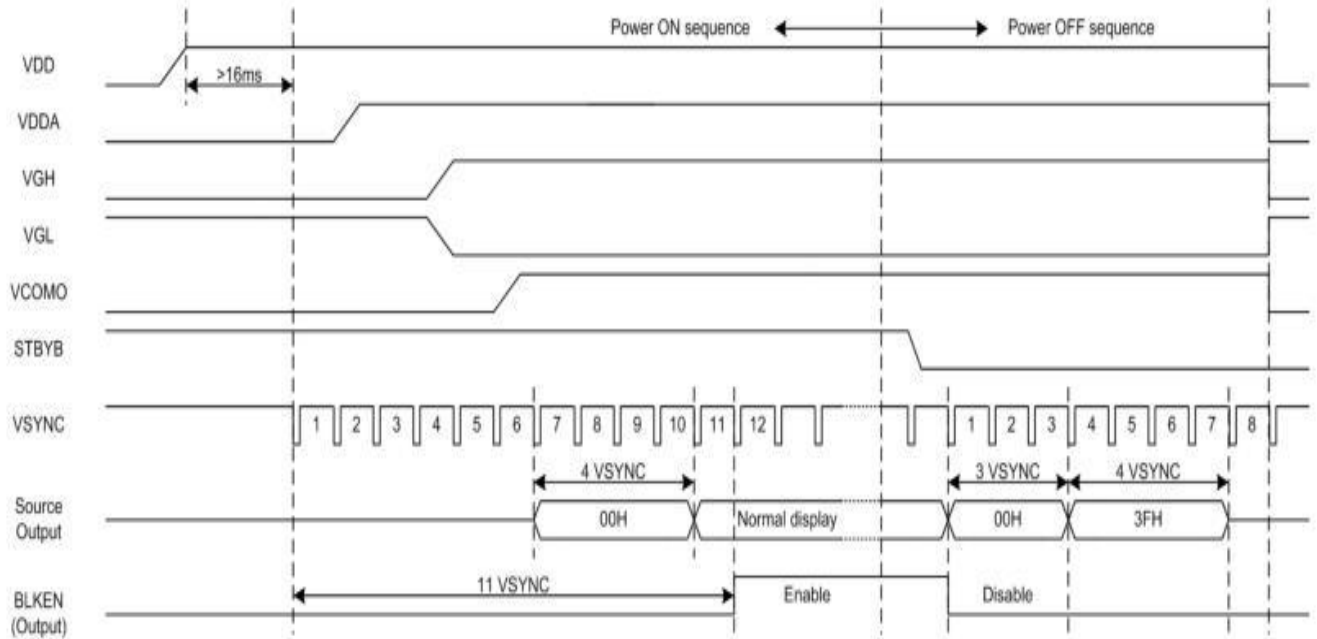 Power ON sequence Power OFF sequence
VDD
>16ms
VDDA
VGH
VGL
VCOMO
STBYB
VSYNC 1 2 3 4 5 6 7 8 9 10 11 12 1 2 3 4 5 6 7 8
4 VSYNC 3 VSYNC 4 VSYNC
Source
Output
00H Normal display 00H 3FH
11 VSYNC
BLKEN
(Output)
Enable Disable